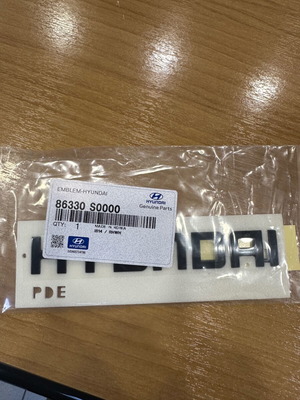 EMBLEM-HYUNDAI
86330 S0000
HYUNDAI
Genuine Parts
QTY: 1
MADE IN KOREA
HYUNDAI
PDE